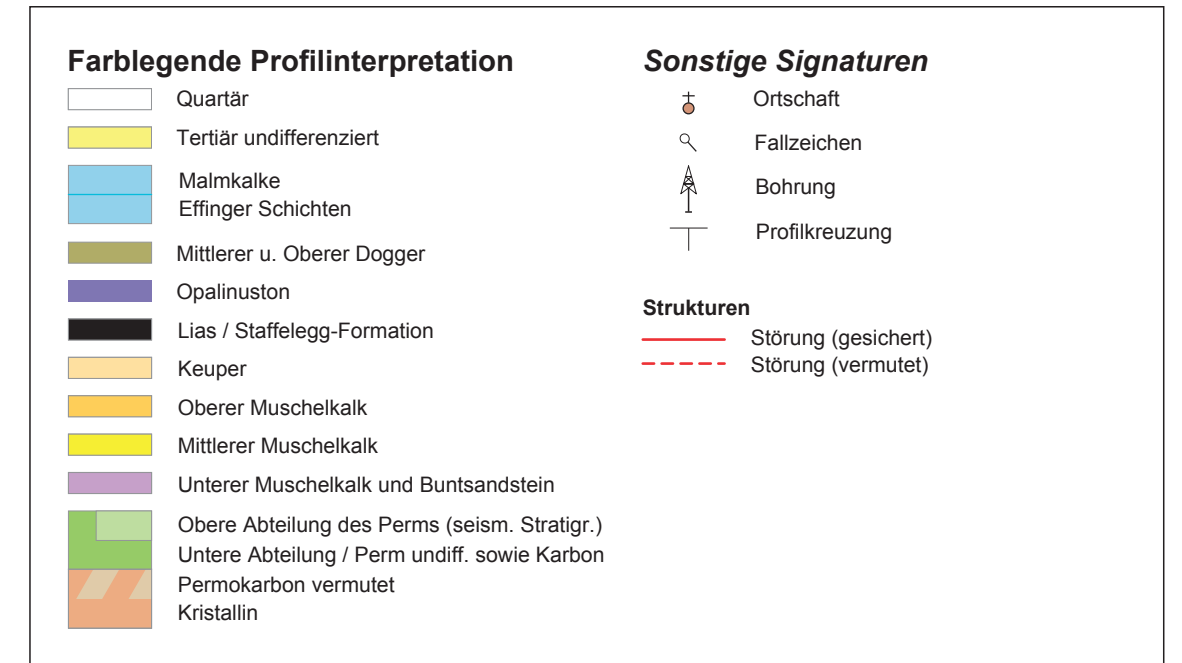 Farblegende Profilinterpretation
Quartär
Tertiär undifferenziert
Malmkalke
Effinger Schichten
Mittlerer u. Oberer Dogger
Opalinuston
Lias / Staffelegg-Formation
Keuper
Oberer Muschelkalk
Mittlerer Muschelkalk
Unterer Muschelkalk und Buntsandstein
Obere Abteilung des Perms (seism. Stratigr.)
Untere Abteilung / Perm undiff. sowie Karbon
Permokarbon vermutet
Kristallin
Sonstige Signaturen
Ortschaft
Fallzeichen
Bohrung
Profilkreuzung
Strukturen
Störung (gesichert)
Störung (vermutet)